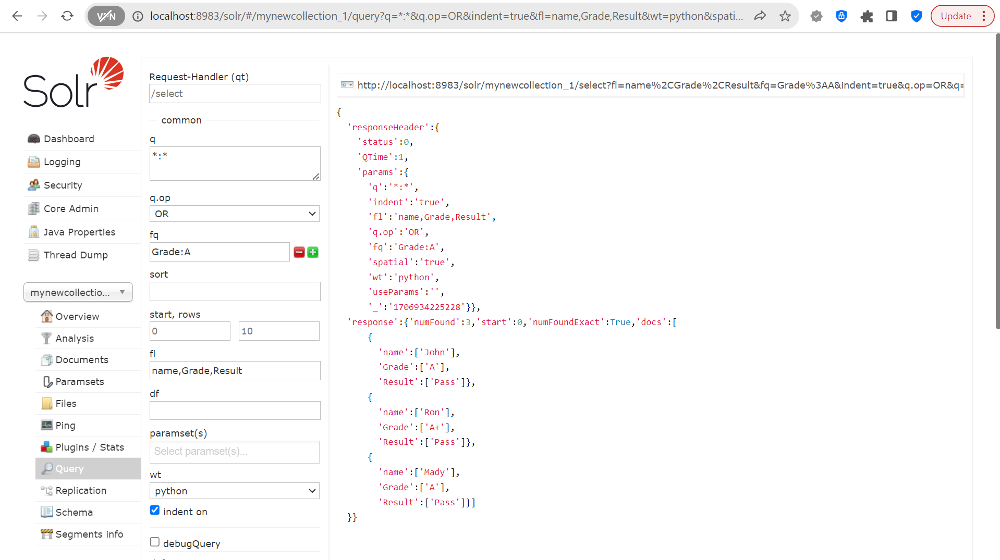 VPN
localhost:8983/solr/#/mynewcollection_1/query?q=*:*&q.op=OR&indent=true&fl=name,Grade,Result&wt=python&spati...
Update
Solr
Dashboard
Logging
Security
Core Admin
Java Properties
Thread Dump
mynewcollectio...
Overview
Analysis
Documents
Paramsets
Files
Ping
Plugins / Stats
Query
Replication
Schema
Segments info
Request-Handler (qt)
/select
common
q
*:*
q.op
OR
fq
Grade:A
sort
start, rows
0 10
fl
name,Grade,Result
df
paramset(s)
Select paramset(s)...
wt
python
indent on
debugQuery
http://localhost:8983/solr/mynewcollection_1/select?fl=name%2CGrade%2CResult&fq=Grade%3AA&indent=true&q.op=OR&q=
{
'responseHeader':{
'status':0,
'QTime':1,
'params':{
'q':'*:*',
'indent':'true',
'fl':'name,Grade,Result',
'q.op':'OR',
'fq':'Grade:A',
'spatial':'true',
'wt':'python',
'useParams':'',
'_':'1706934225228'}},
'response':{'numFound':3,'start':0,'numFoundExact':True,'docs':[
{
'name':['John'],
'Grade':['A'],
'Result':['Pass']},
{
'name':['Ron'],
'Grade':['A+'],
'Result':['Pass']},
{
'name':['Mady'],
'Grade':['A'],
'Result':['Pass']}]
}}